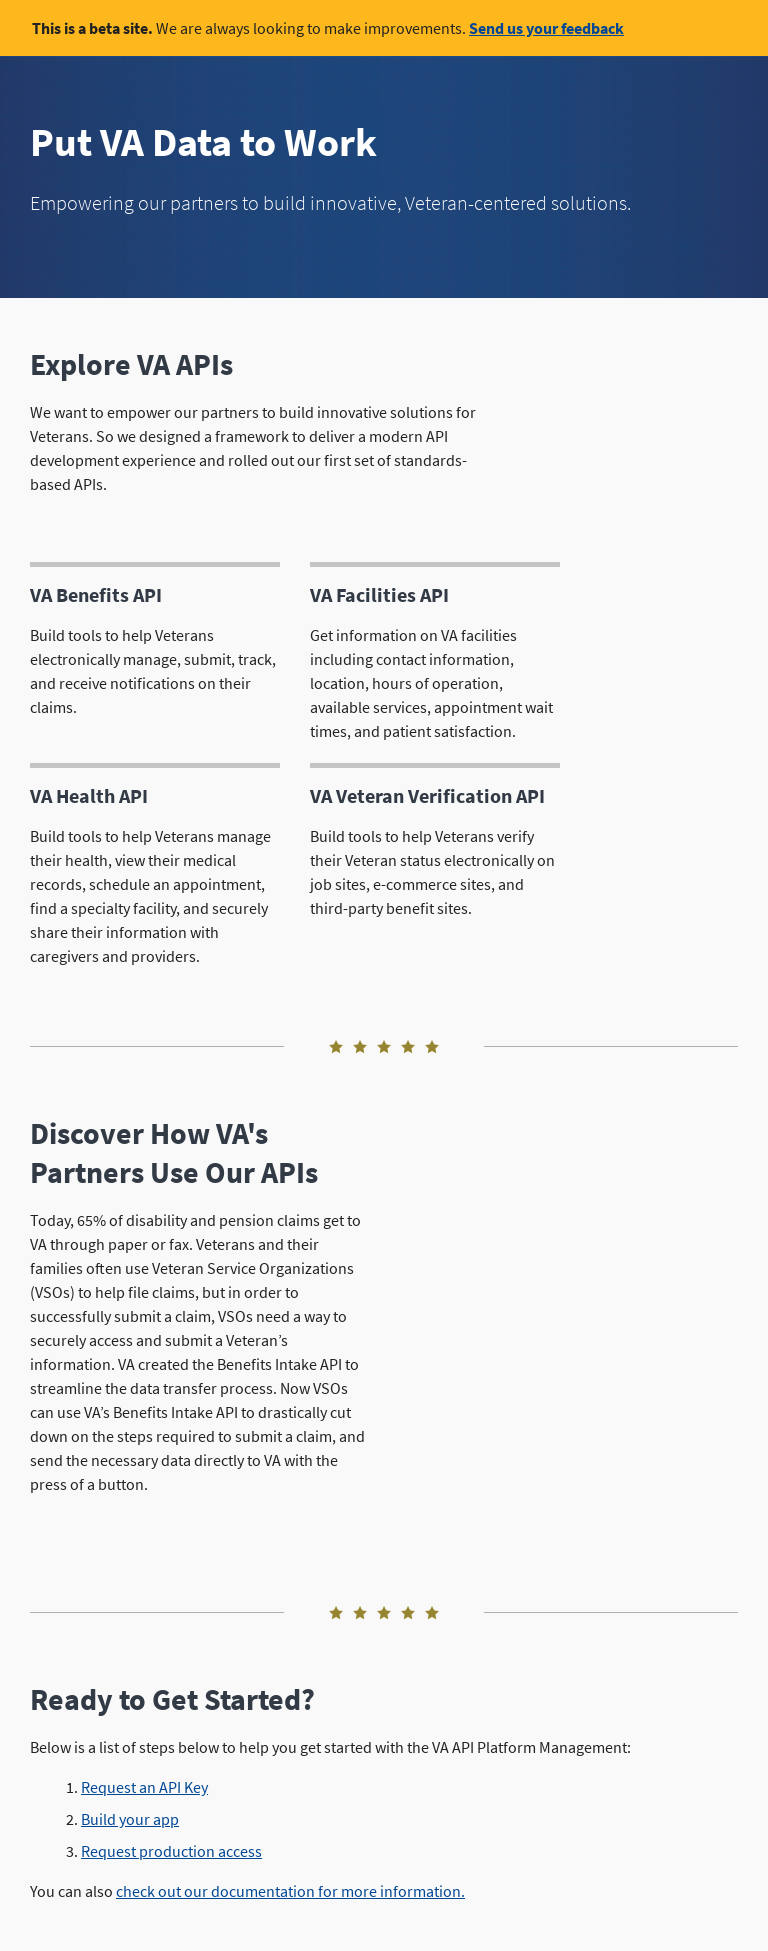 This is a beta site. We are always looking to make improvements. Send us your feedback
Put VA Data to Work
Empowering our partners to build innovative, Veteran-centered solutions.
Explore VA APIs
We want to empower our partners to build innovative solutions for
Veterans. So we designed a framework to deliver a modern API
development experience and rolled out our first set of standards-
based APIs.
VA Benefits API
Build tools to help Veterans
electronically manage, submit, track,
and receive notifications on their
claims.
VA Facilities API
Get information on VA facilities
including contact information,
location, hours of operation,
available services, appointment wait
times, and patient satisfaction.
VA Health API
Build tools to help Veterans manage
their health, view their medical
records, schedule an appointment,
find a specialty facility, and securely
share their information with
caregivers and providers.
VA Veteran Verification API
Build tools to help Veterans verify
their Veteran status electronically on
job sites, e-commerce sites, and
third-party benefit sites.
Discover How VA's
Partners Use Our APIs
Today, 65% of disability and pension claims get to
VA through paper or fax. Veterans and their
families often use Veteran Service Organizations
(VSOs) to help file claims, but in order to
successfully submit a claim, VSOs need a way to
securely access and submit a Veteran’s
information. VA created the Benefits Intake API to
streamline the data transfer process. Now VSOs
can use VA’s Benefits Intake API to drastically cut
down on the steps required to submit a claim, and
send the necessary data directly to VA with the
press of a button.
Ready to Get Started?
Below is a list of steps below to help you get started with the VA API Platform Management:
1. Request an API Key
2. Build your app
3. Request production access
You can also check out our documentation for more information.